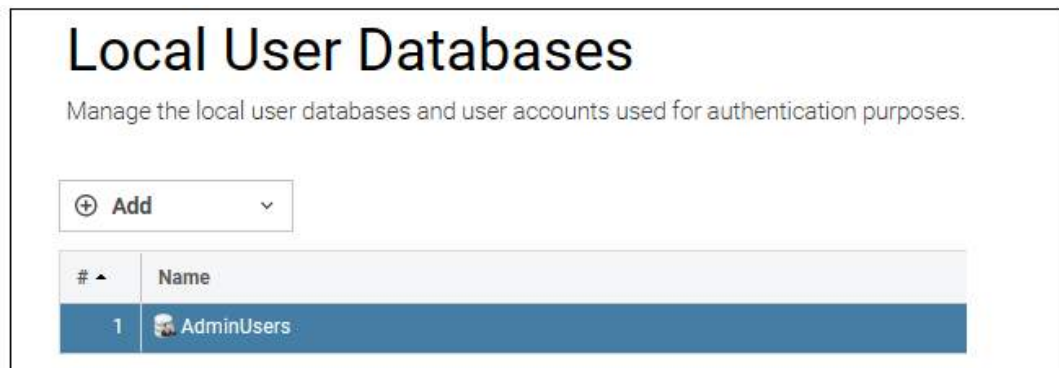 Local User Databases
Manage the local user databases and user accounts used for authentication purposes.
Add
# Name
1 AdminUsers